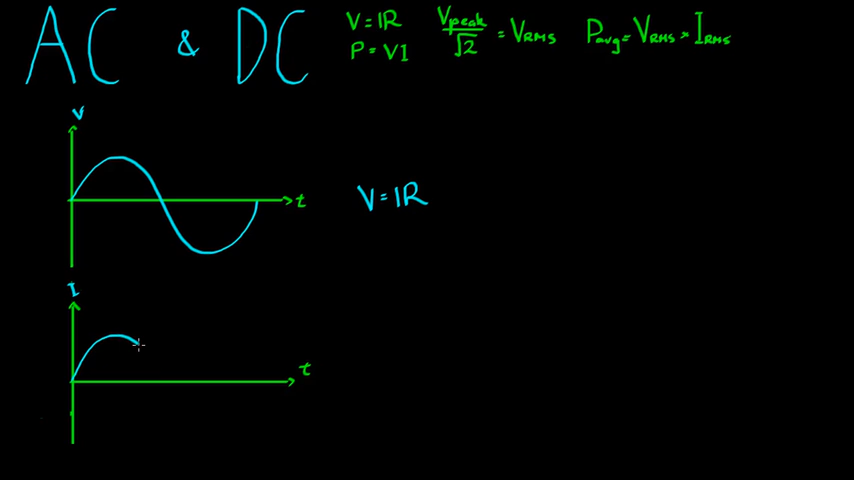 AC & DC
V = IR
P = VI
Vpeak/√2 = VRMS
Pavg = VRMS · IRMS
V
t
V = IR
I
t